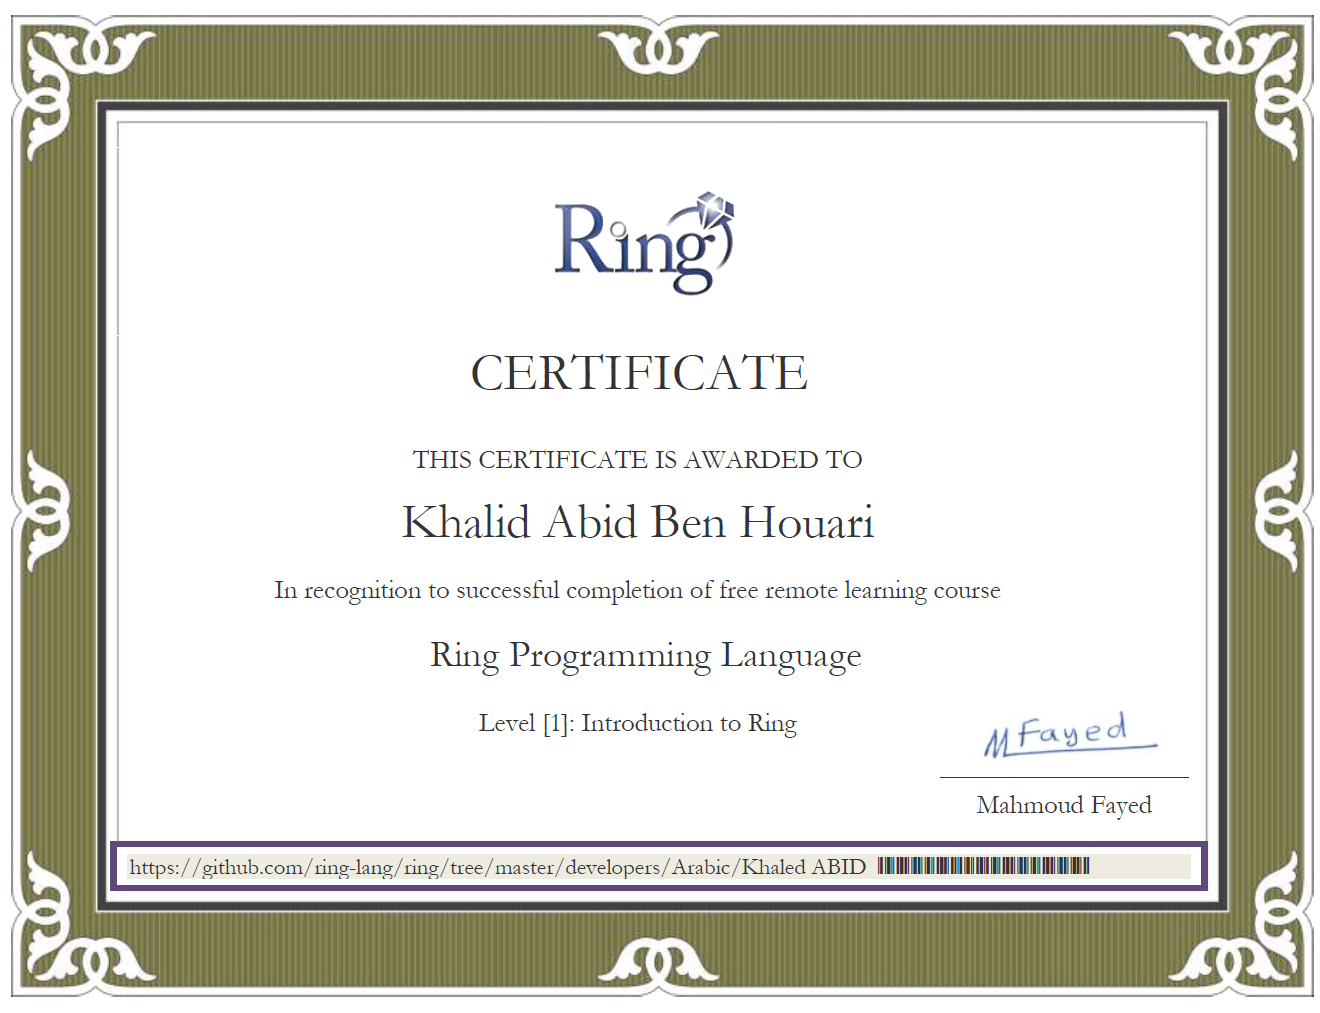 Ring
CERTIFICATE
THIS CERTIFICATE IS AWARDED TO
Khalid Abid Ben Houari
In recognition to successful completion of free remote learning course
Ring Programming Language
Level [1]: Introduction to Ring
M Fayed
Mahmoud Fayed
https://github.com/ring-lang/ring/tree/master/developers/Arabic/Khaled ABID